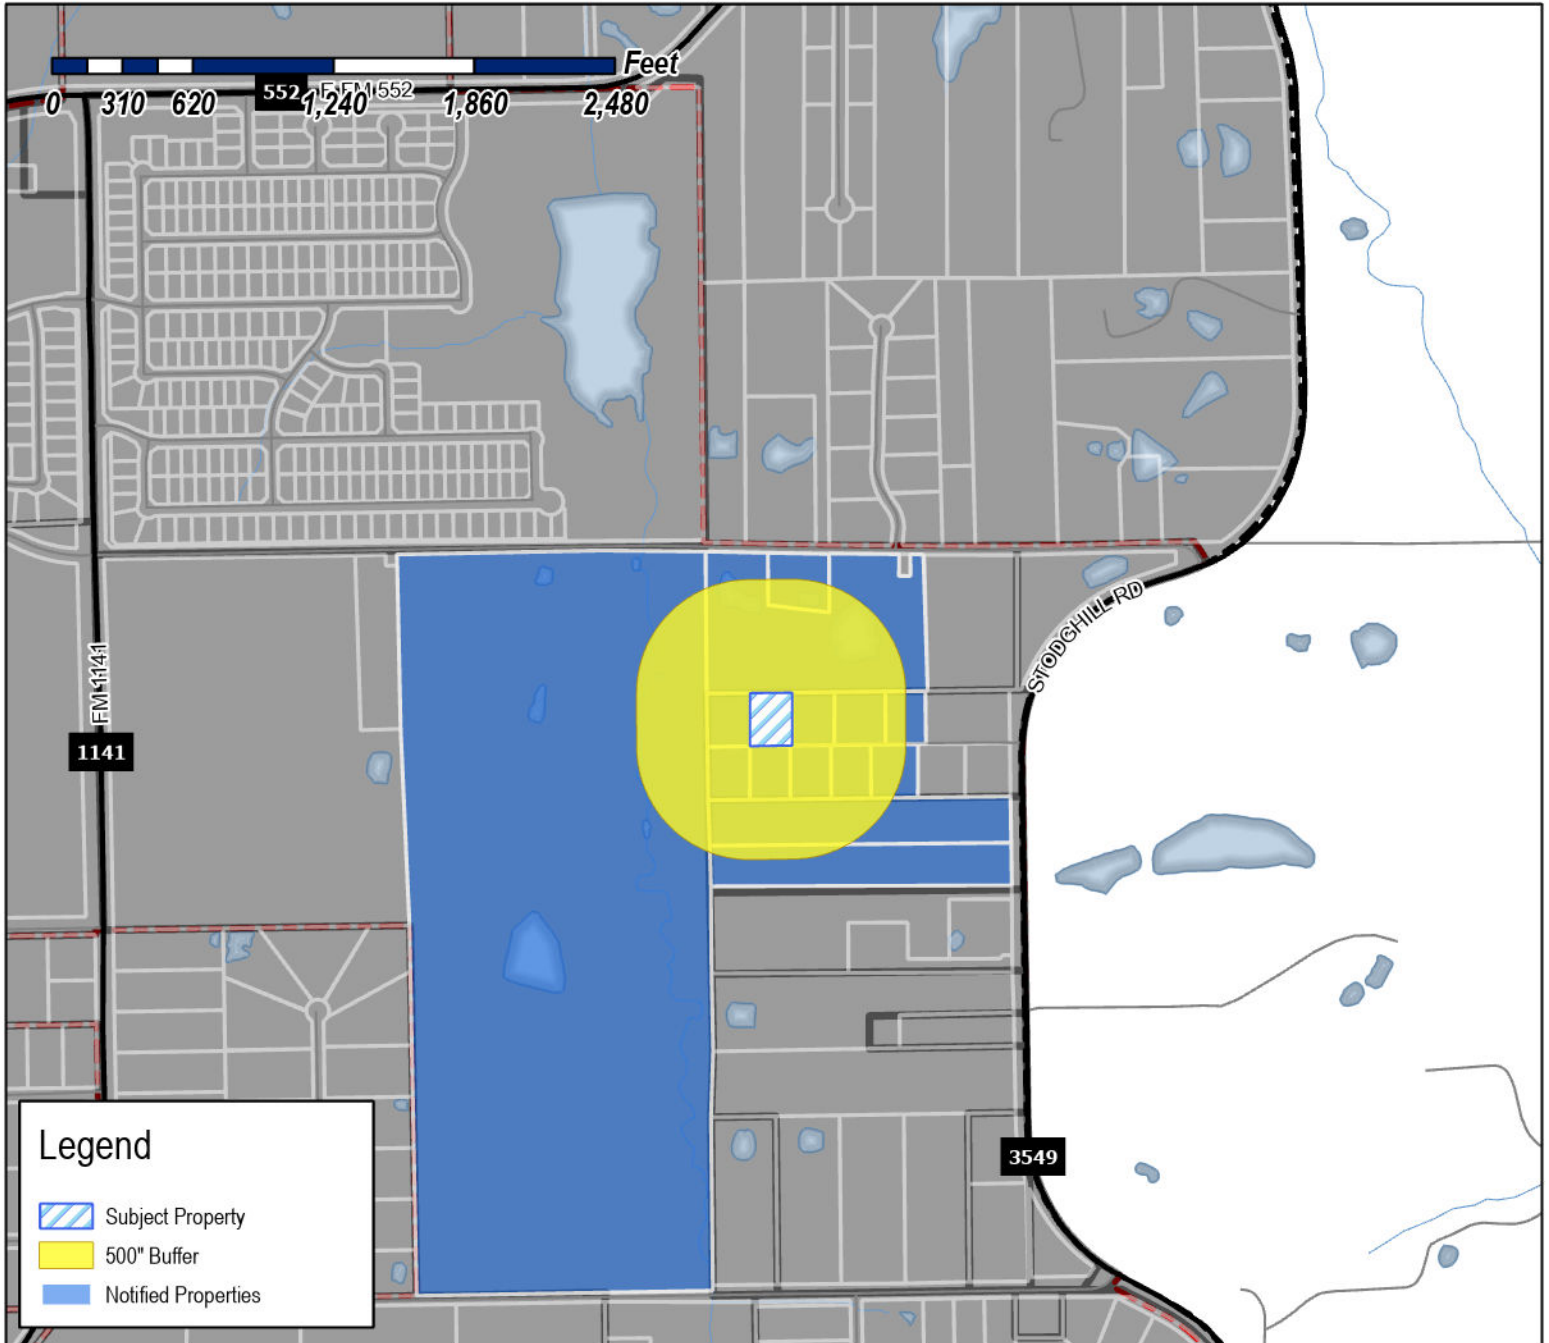 Feet
552 E FM 552
0 310 620 1,240 1,860 2,480
FM 1141
1141
STODGHILL RD
3549
Legend
Subject Property
500" Buffer
Notified Properties